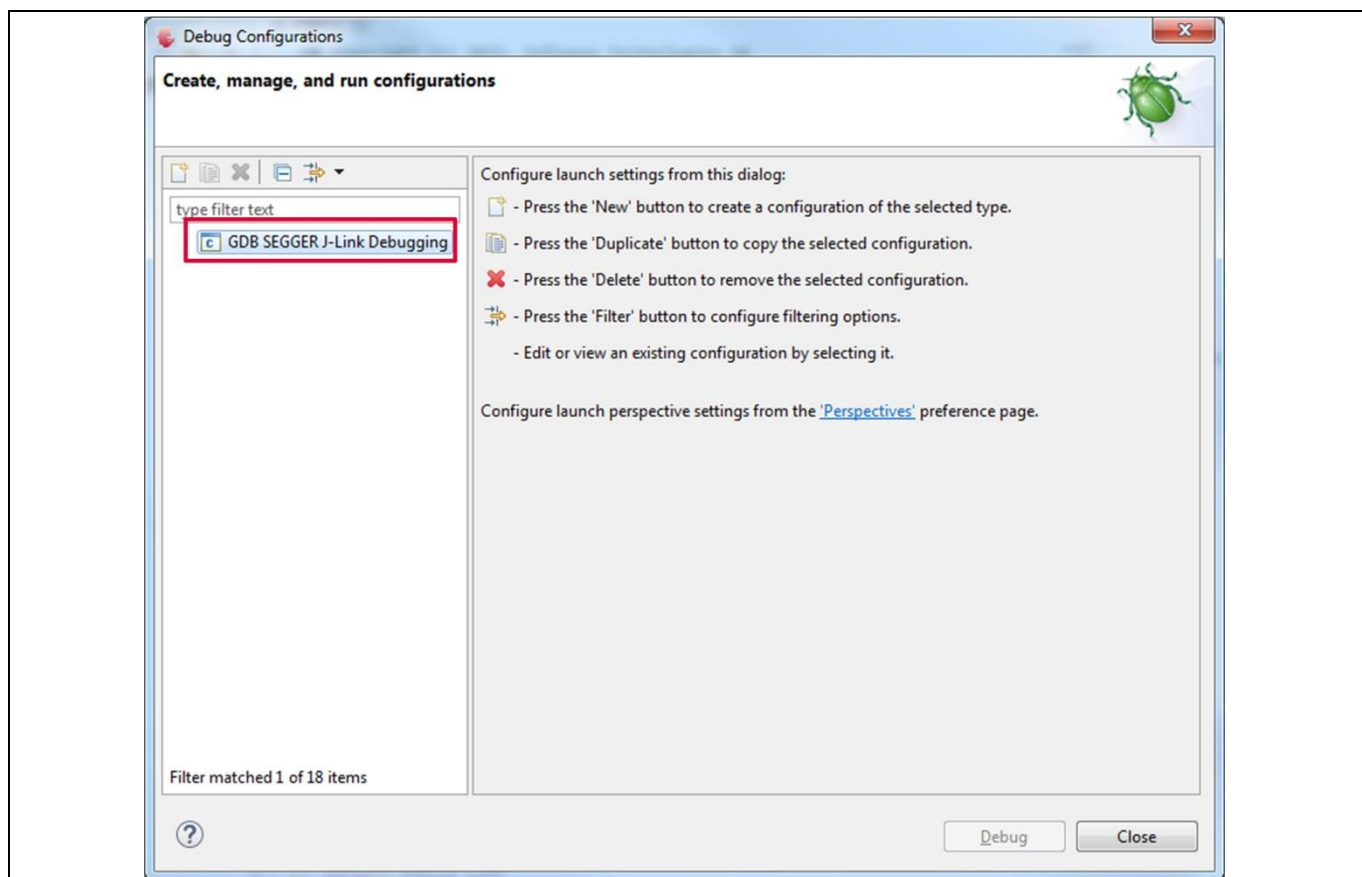 Debug Configurations
Create, manage, and run configurations
type filter text
GDB SEGGER J-Link Debugging
Filter matched 1 of 18 items
Configure launch settings from this dialog:
- Press the 'New' button to create a configuration of the selected type.
- Press the 'Duplicate' button to copy the selected configuration.
- Press the 'Delete' button to remove the selected configuration.
- Press the 'Filter' button to configure filtering options.
- Edit or view an existing configuration by selecting it.
Configure launch perspective settings from the 'Perspectives' preference page.
Debug
Close